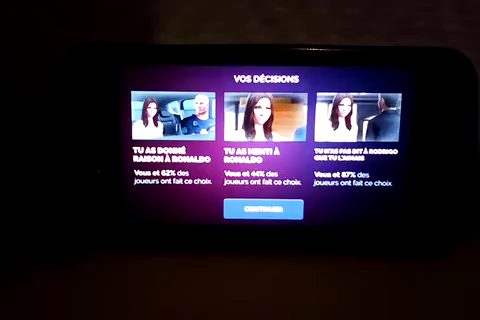 VOS DÉCISIONS
TU AS DONNÉ
RAISON À RONALDO
Vous et 62% des
joueurs ont fait ce choix.
TU AS MENTI À
RONALDO
Vous et 44% des
joueurs ont fait ce choix.
TU N'AS PAS DIT À RODRIGO
QUE TU L'AIMAIS
Vous et 87% des
joueurs ont fait ce choix.
CONTINUER